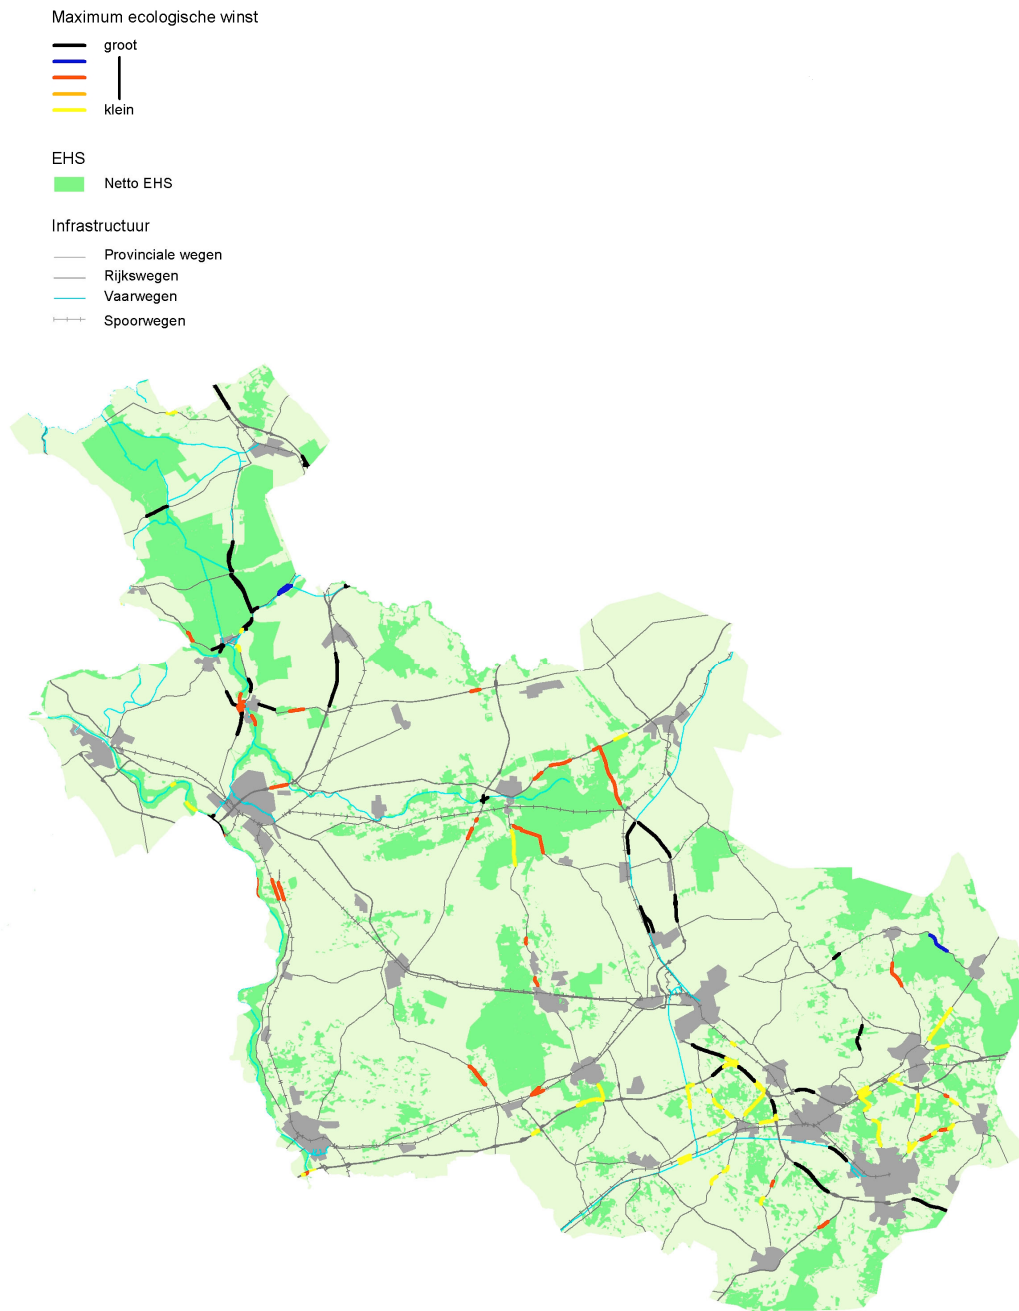 Maximum ecologische winst
groot
klein
EHS
Netto EHS
Infrastructuur
Provinciale wegen
Rijkswegen
Vaarwegen
Spoorwegen